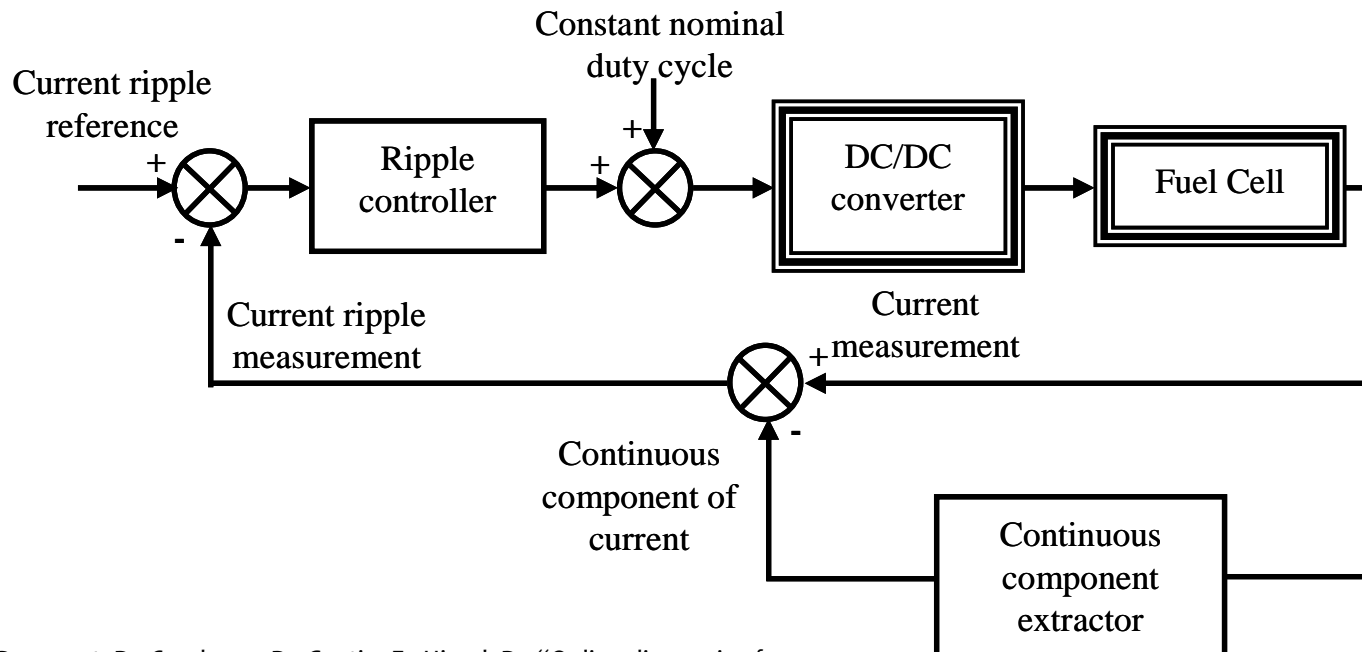 Constant nominal
duty cycle
Current ripple
reference
+
+
+
Ripple
controller
DC/DC
converter
Fuel Cell
-
Current ripple
measurement
Current
measurement
+
-
Continuous
component of
current
Continuous
component
extractor